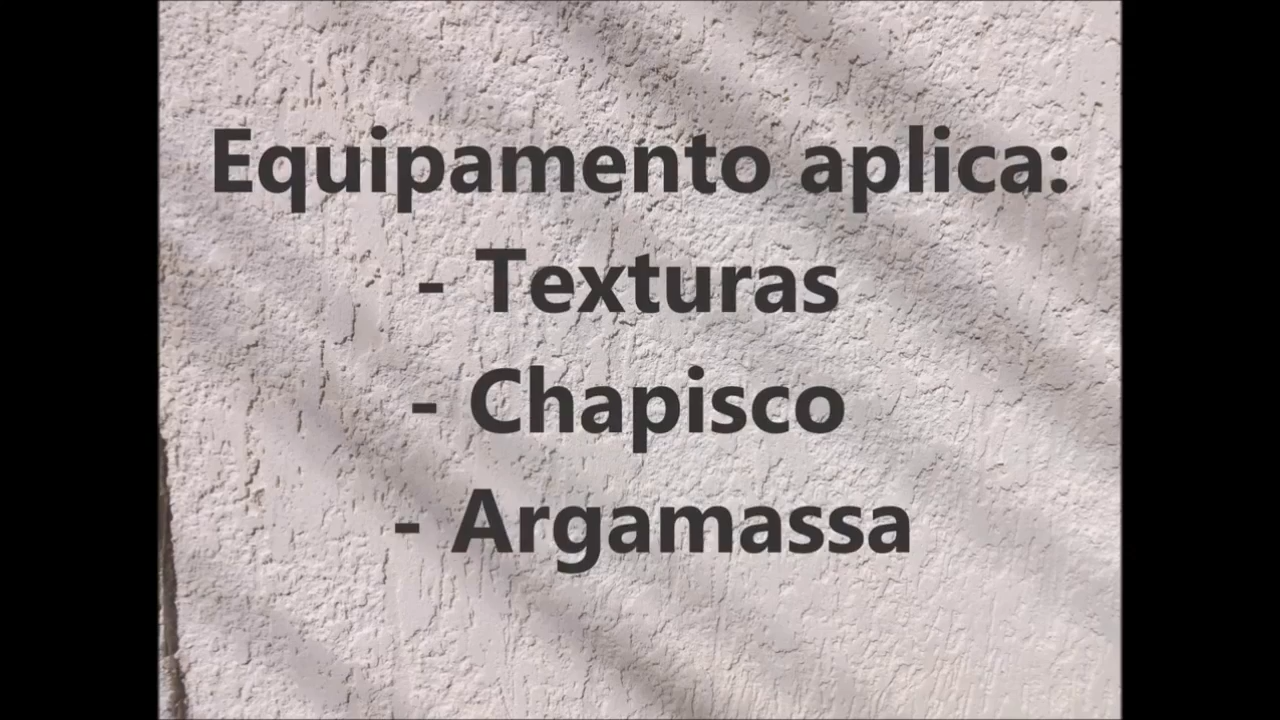 Equipamento aplica:
- Texturas
- Chapisco
- Argamassa